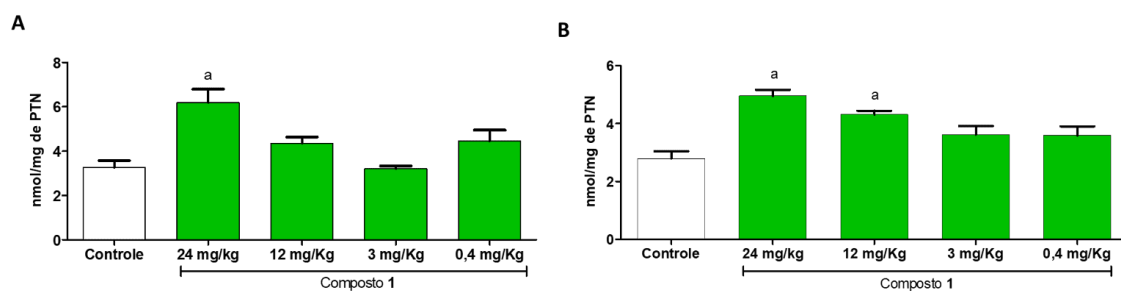 A
nmol/mg de PTN
8
6
4
2
0
a
Controle 24 mg/kg 12 mg/Kg 3 mg/Kg 0,4 mg/Kg
Composto 1
B
nmol/mg de PTN
6
4
2
0
a
a
Controle 24 mg/kg 12 mg/Kg 3 mg/Kg 0,4 mg/Kg
Composto 1